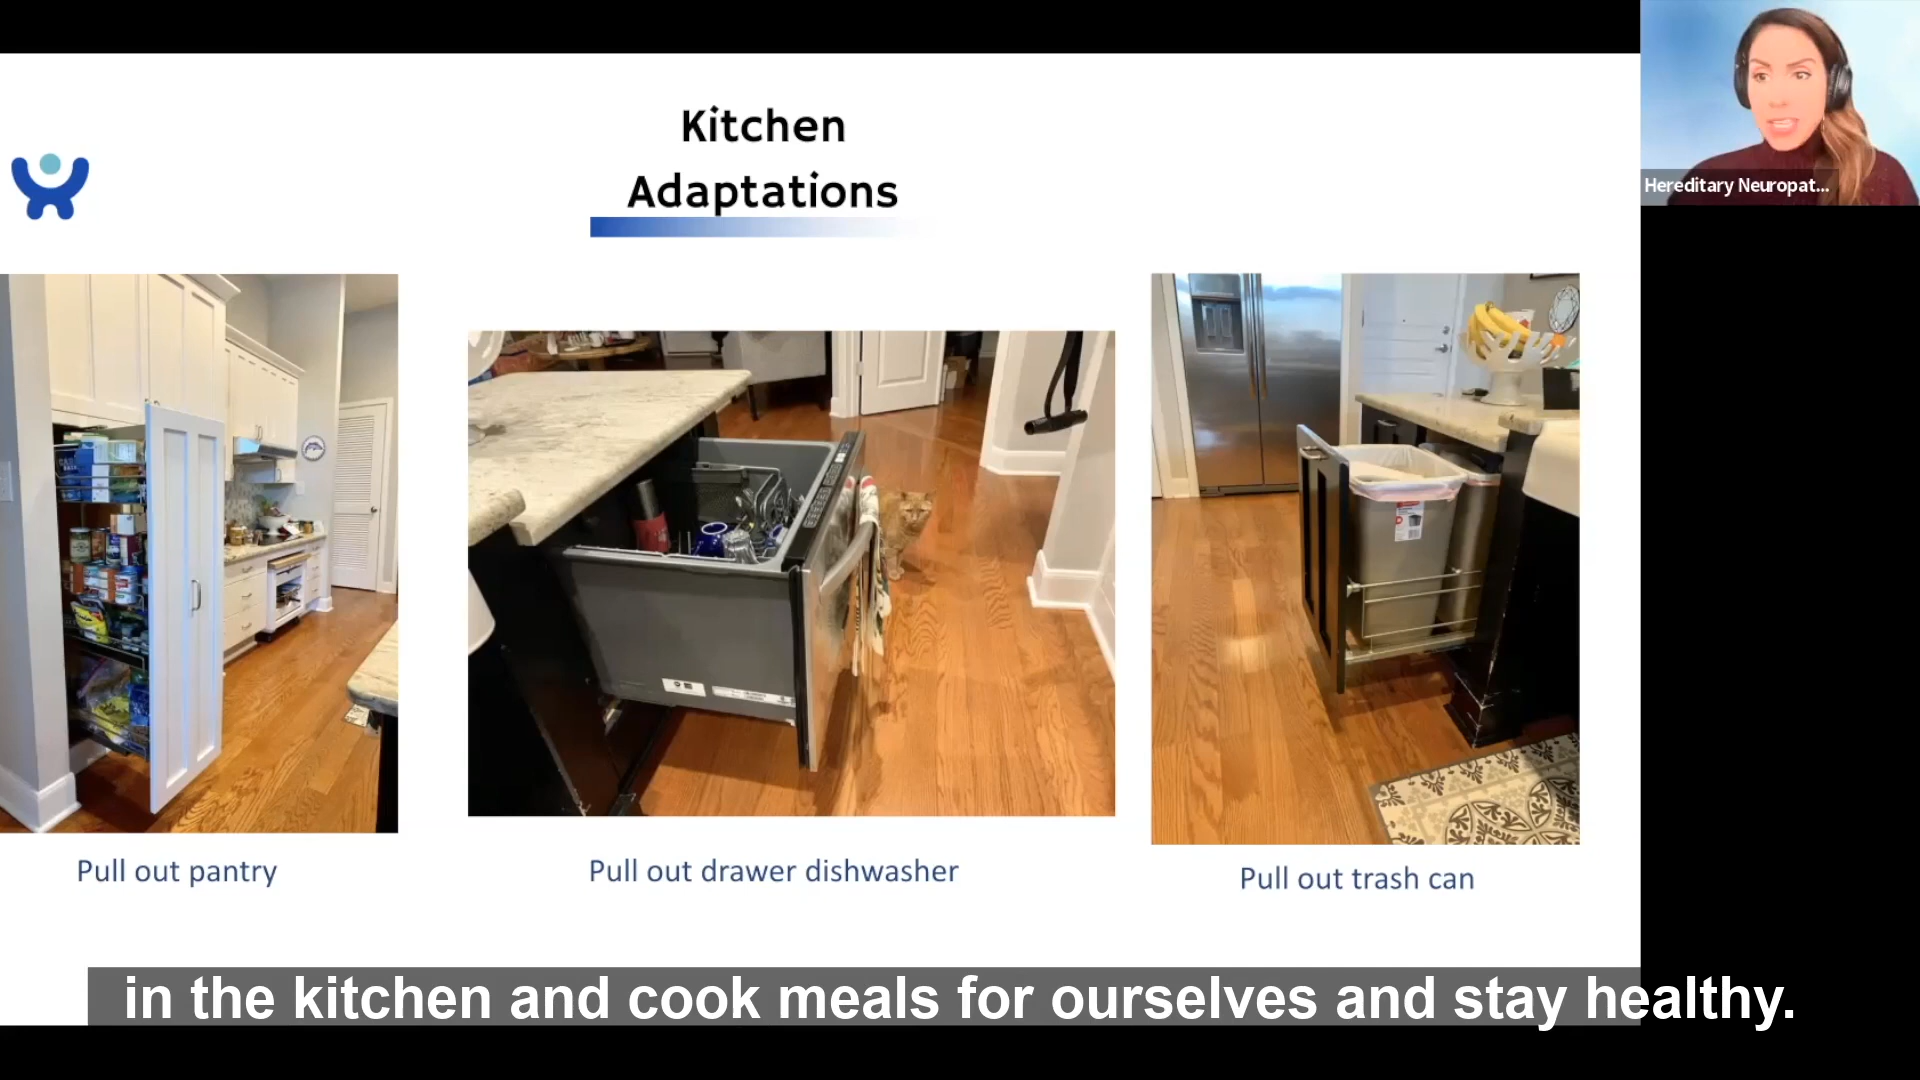 Kitchen
Adaptations
Hereditary Neuropat...
Pull out pantry
Pull out drawer dishwasher
Pull out trash can
in the kitchen and cook meals for ourselves and stay healthy.